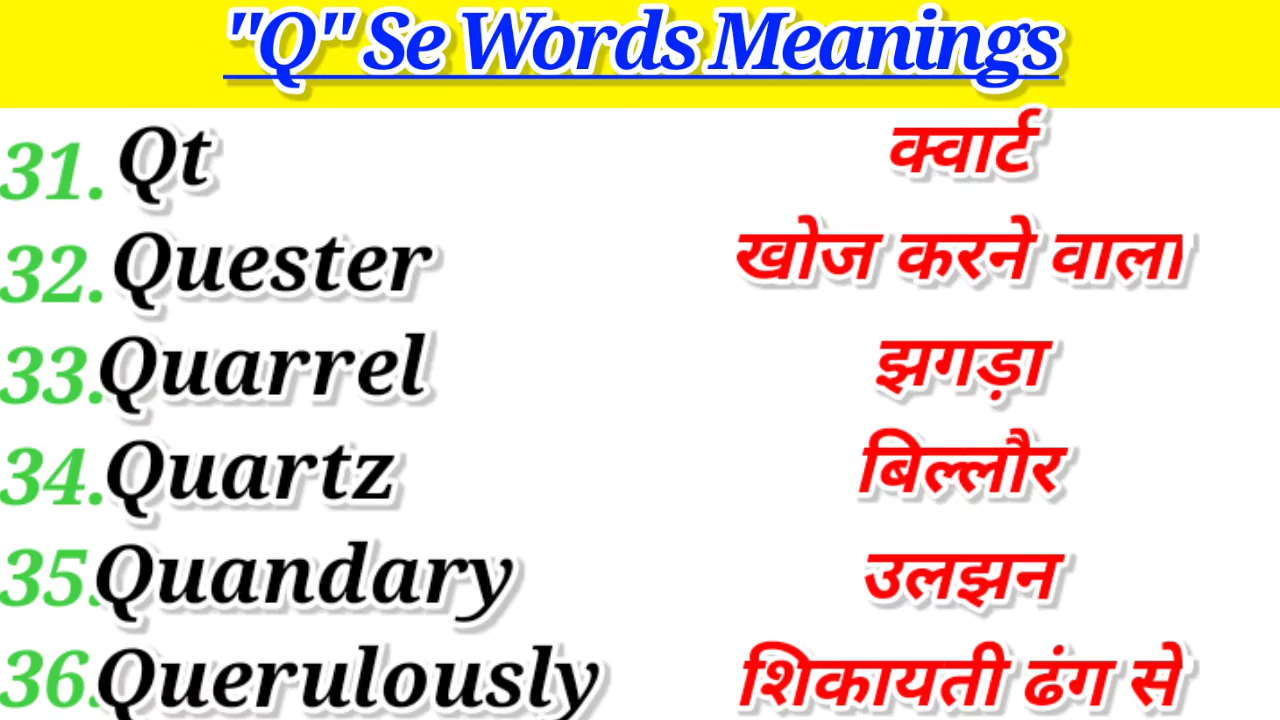 "Q" Se Words Meanings
31. Qt क्वार्ट
32. Quester खोज करने वाला
33. Quarrel झगड़ा
34. Quartz बिल्लौर
35. Quandary उलझन
36. Querulously शिकायती ढंग से